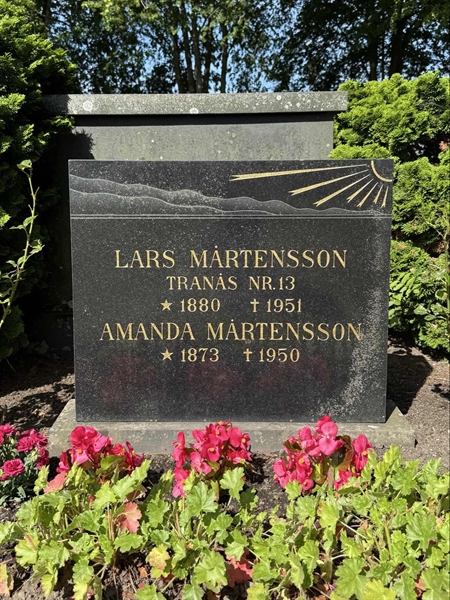 LARS MÅRTENSSON
TRANÅS NR.13
★1880 †1951
AMANDA MÅRTENSSON
★1873 †1950